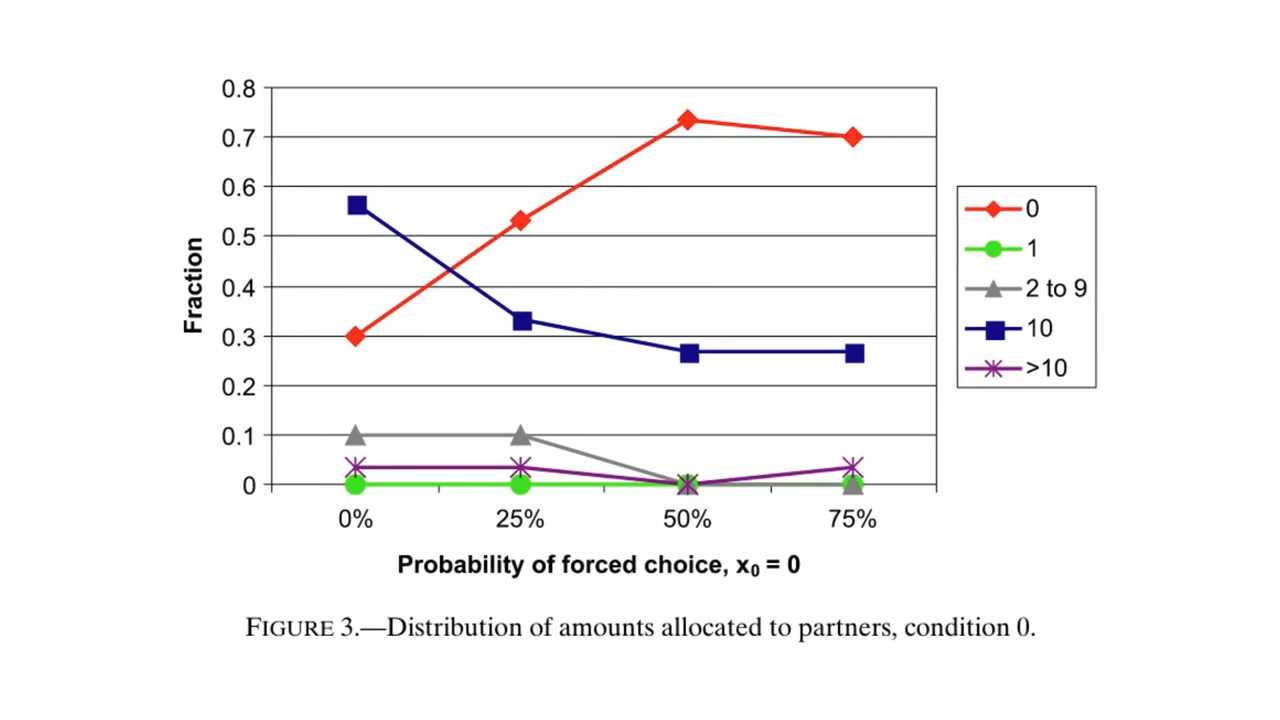 0.8
0.7
0.6
0.5
0.4
0.3
0.2
0.1
0
Fraction
0% 25% 50% 75%
Probability of forced choice, x₀ = 0
0
1
2 to 9
10
>10
FIGURE 3.—Distribution of amounts allocated to partners, condition 0.